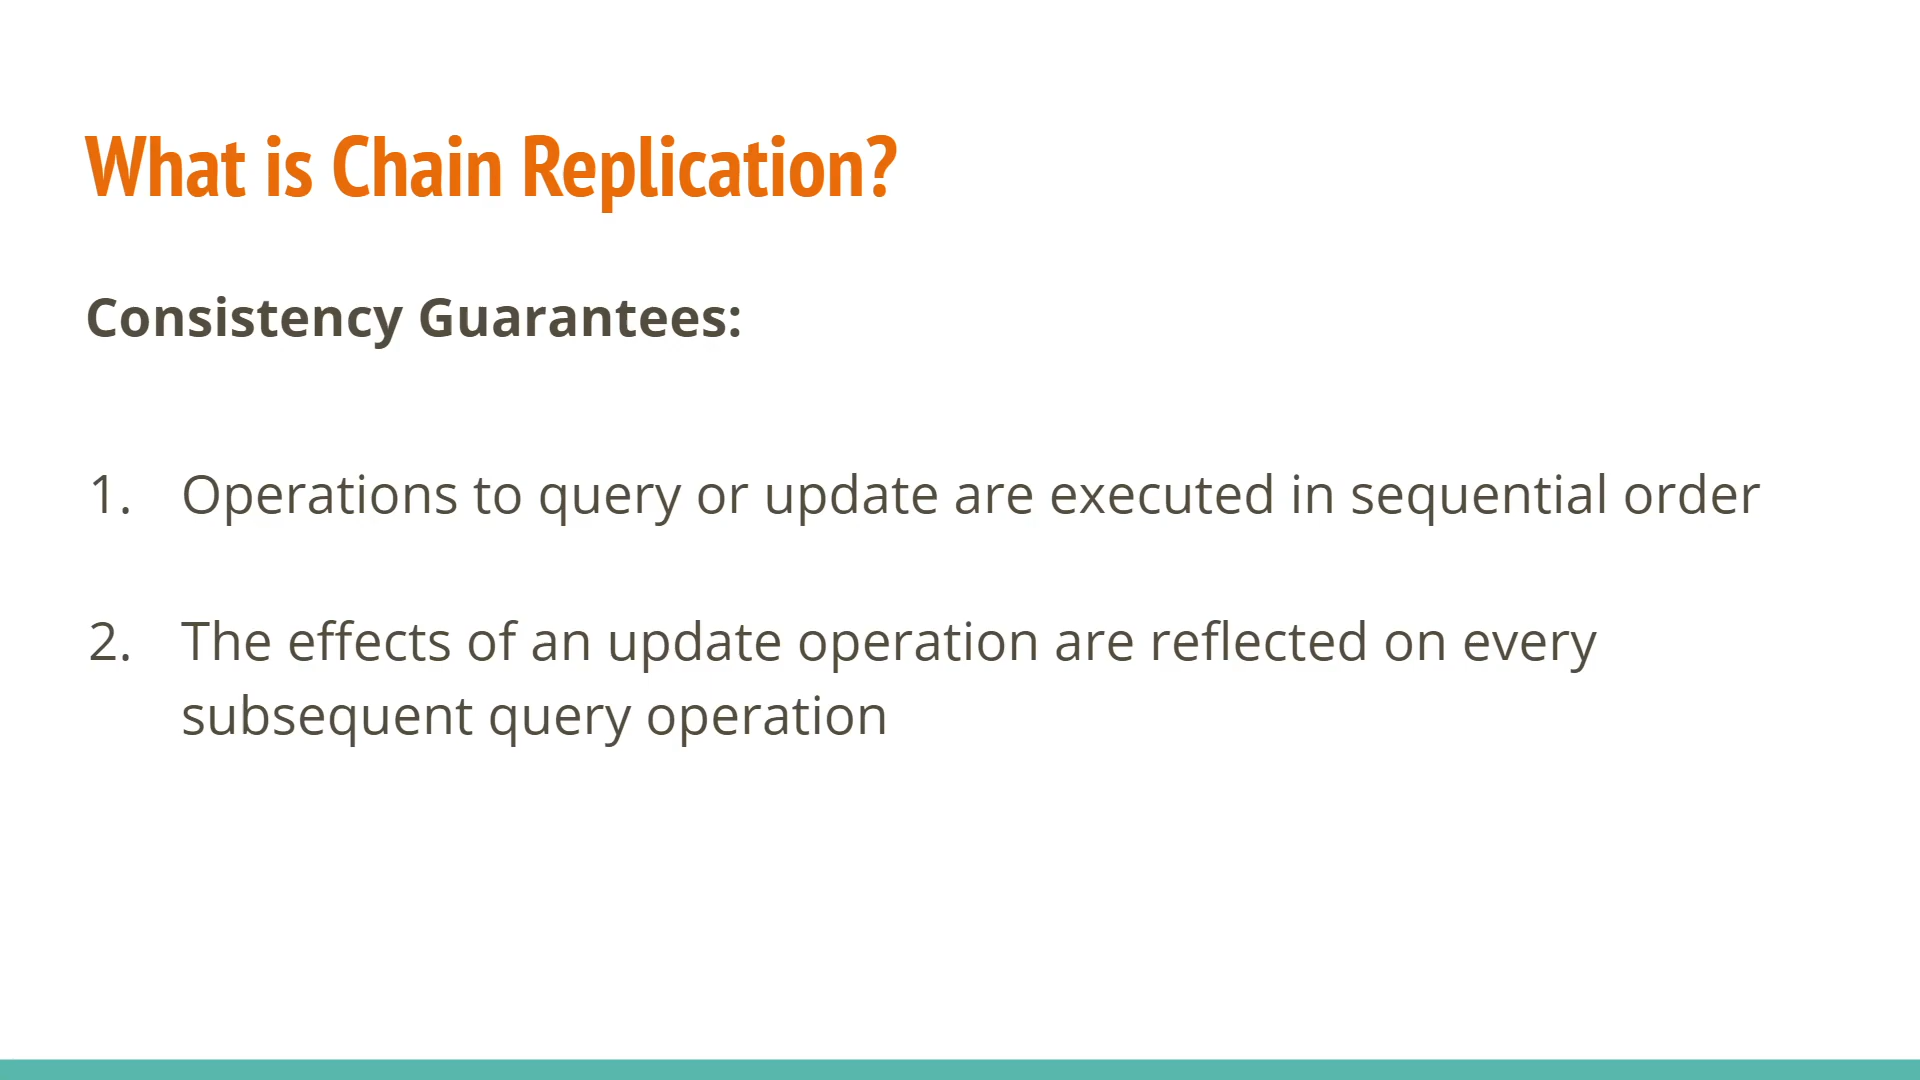 What is Chain Replication?
Consistency Guarantees:
1. Operations to query or update are executed in sequential order
2. The effects of an update operation are reflected on every
subsequent query operation